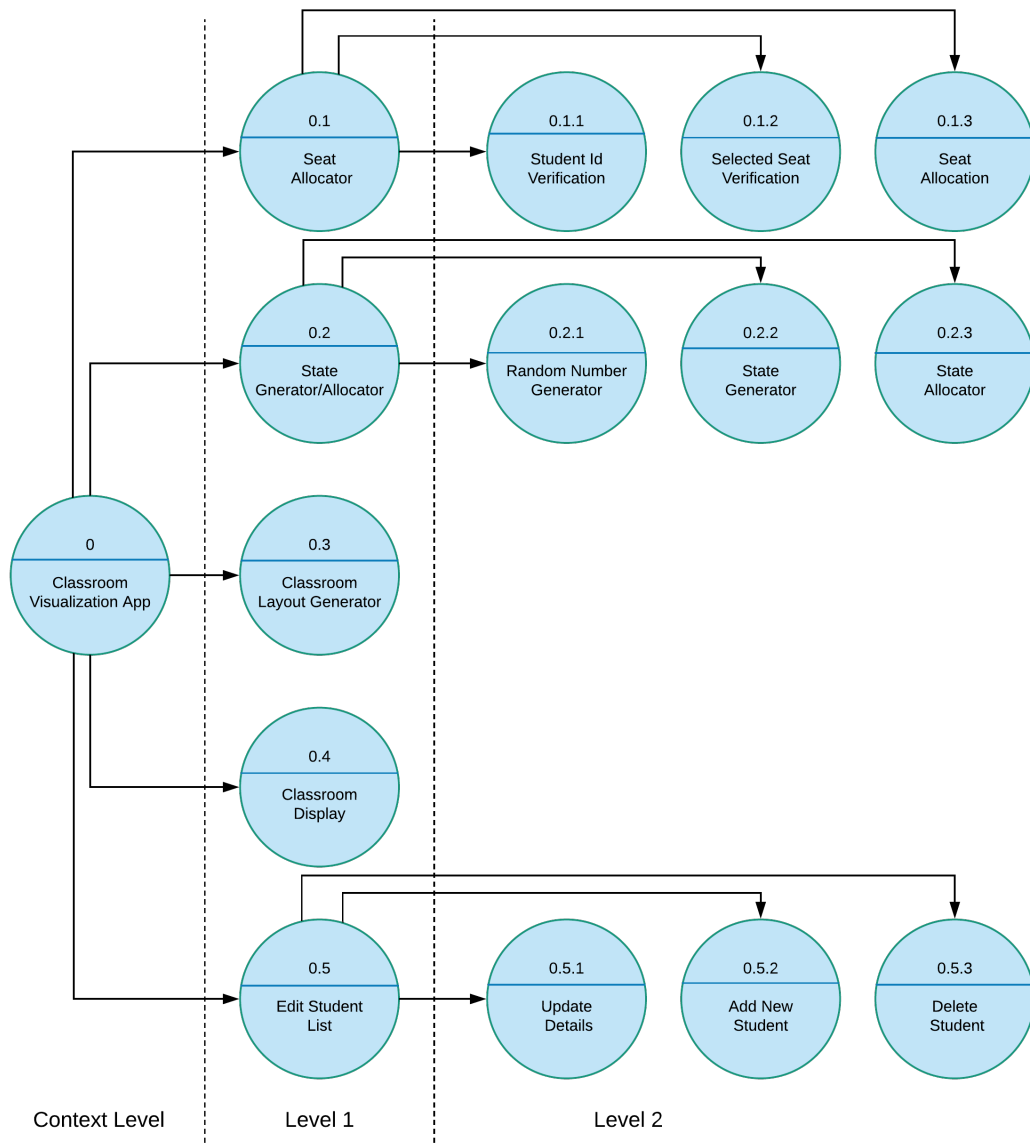 0.1
Seat
Allocator
0.1.1
Student Id
Verification
0.1.2
Selected Seat
Verification
0.1.3
Seat
Allocation
0.2
State
Gnerator/Allocator
0.2.1
Random Number
Generator
0.2.2
State
Generator
0.2.3
State
Allocator
0
Classroom
Visualization App
0.3
Classroom
Layout Generator
0.4
Classroom
Display
0.5
Edit Student
List
0.5.1
Update
Details
0.5.2
Add New
Student
0.5.3
Delete
Student
Context Level
Level 1
Level 2